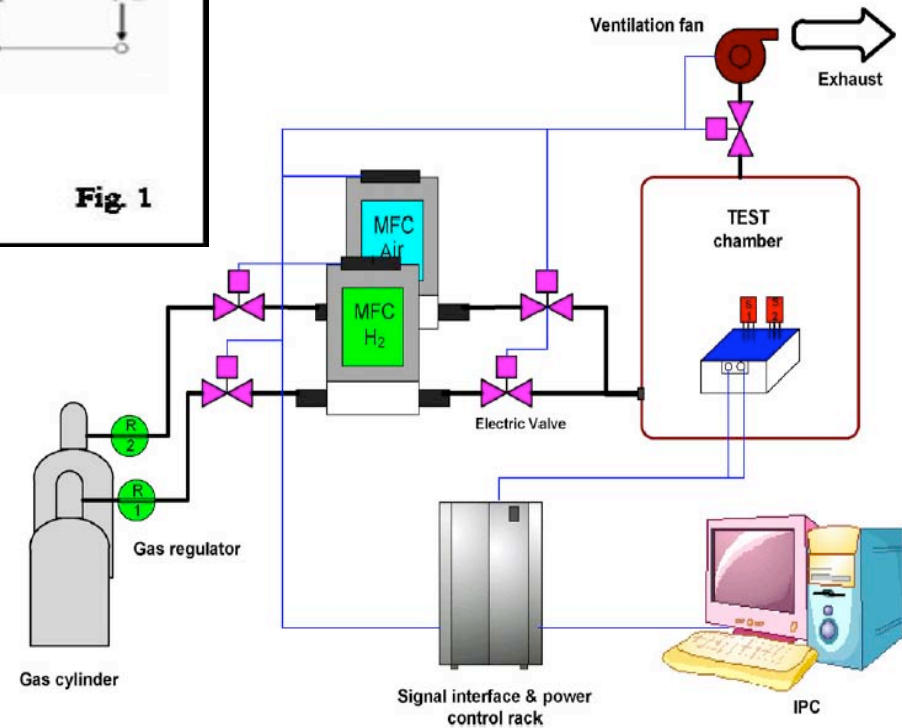 Fig. 1
Ventilation fan
Exhaust
MFC
Air
MFC
H₂
TEST
chamber
S
1
S
2
Electric Valve
R
2
R
1
Gas regulator
Gas cylinder
Signal interface & power
control rack
IPC